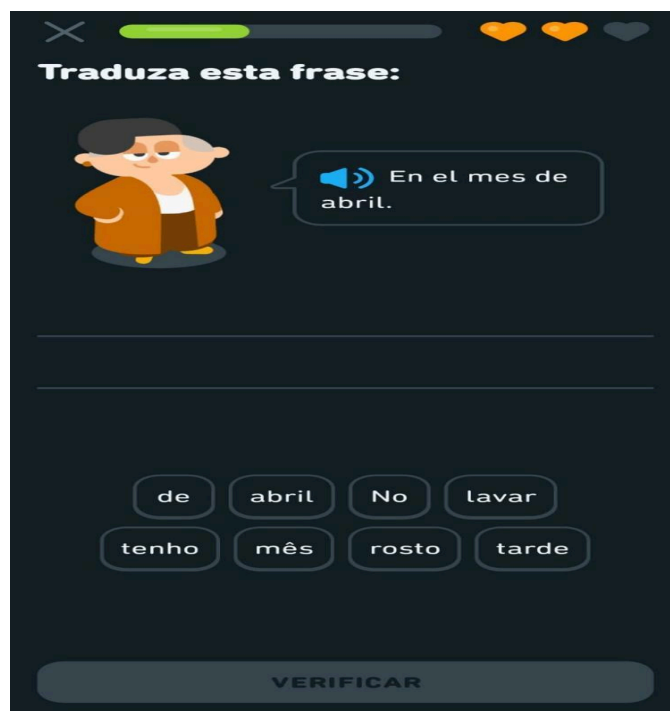 Traduza esta frase:
En el mes de
abril.
de abril No lavar
tenho mês rosto tarde
VERIFICAR